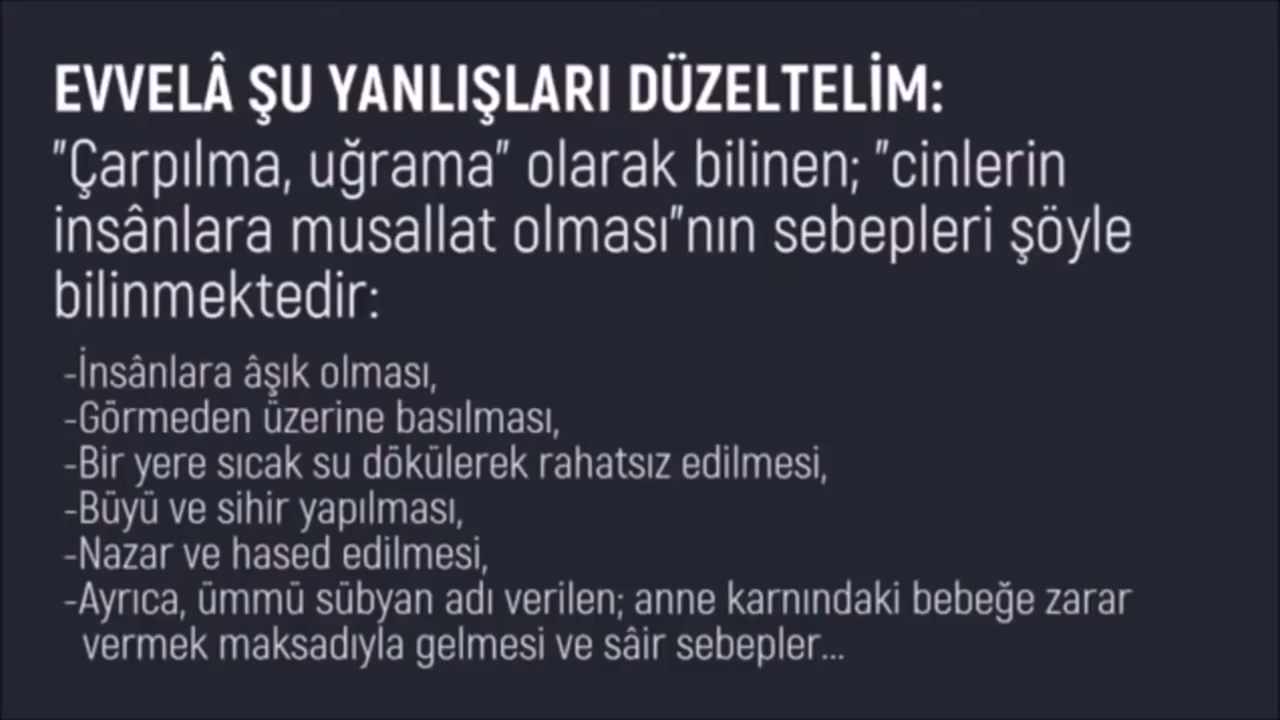 EVVELÂ ŞU YANLIŞLARI DÜZELTELİM:
"Çarpılma, uğrama" olarak bilinen; "cinlerin
insânlara musallat olması"nın sebepleri şöyle
bilinmektedir:
-İnsânlara âşık olması,
-Görmeden üzerine basılması,
-Bir yere sıcak su dökülerek rahatsız edilmesi,
-Büyü ve sihir yapılması,
-Nazar ve hased edilmesi,
-Ayrıca, ümmü sübyan adı verilen; anne karnındaki bebeğe zarar
vermek maksadıyla gelmesi ve sâir sebepler...